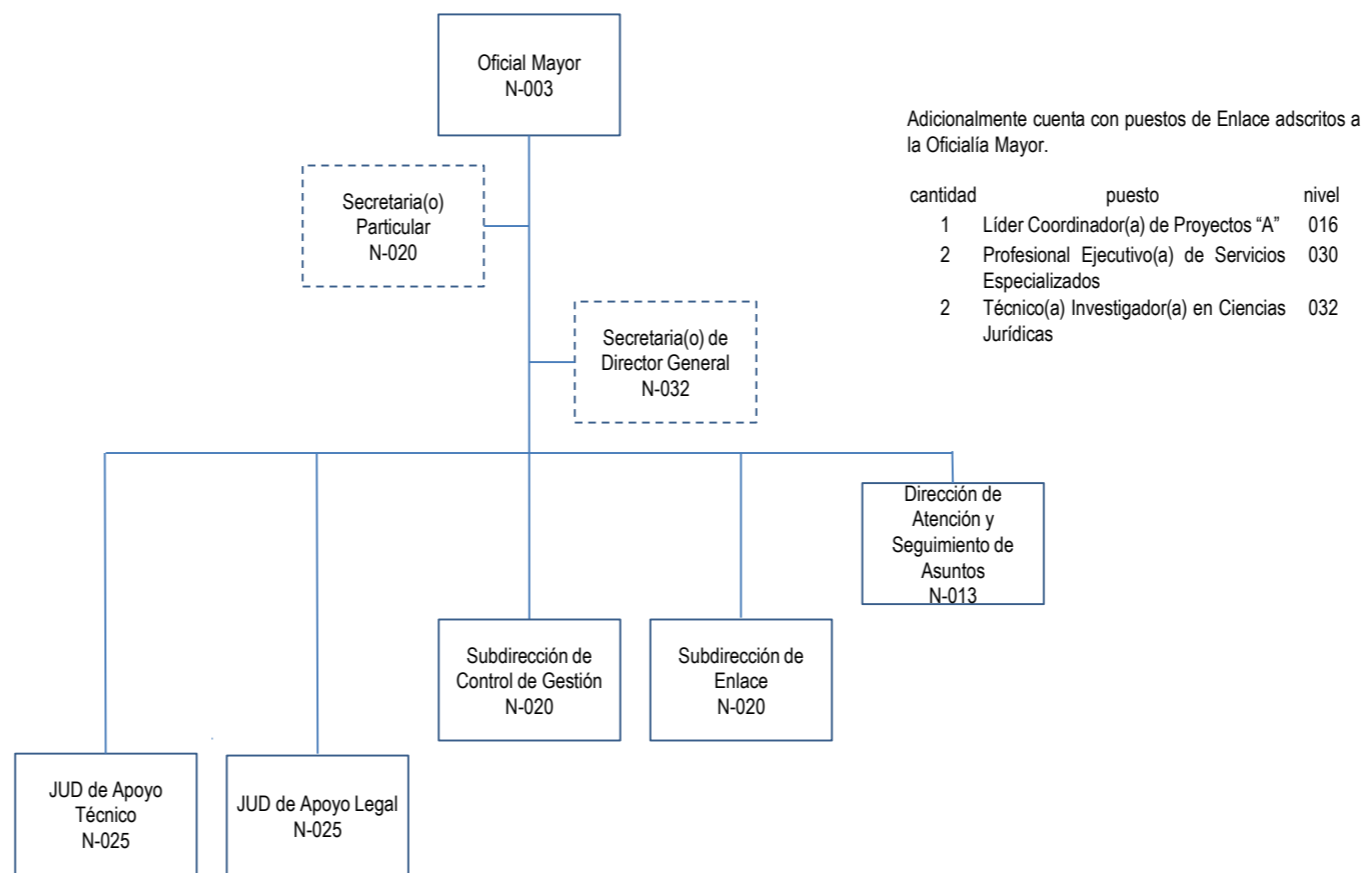 Oficial Mayor
N-003
Adicionalmente cuenta con puestos de Enlace adscritos a
la Oficialía Mayor.
cantidad puesto nivel
1 Líder Coordinador(a) de Proyectos “A” 016
2 Profesional Ejecutivo(a) de Servicios 030
Especializados
2 Técnico(a) Investigador(a) en Ciencias 032
Jurídicas
Secretaria(o)
Particular
N-020
Secretaria(o) de
Director General
N-032
Dirección de
Atención y
Seguimiento de
Asuntos
N-013
Subdirección de
Control de Gestión
N-020
Subdirección de
Enlace
N-020
JUD de Apoyo
Técnico
N-025
JUD de Apoyo Legal
N-025